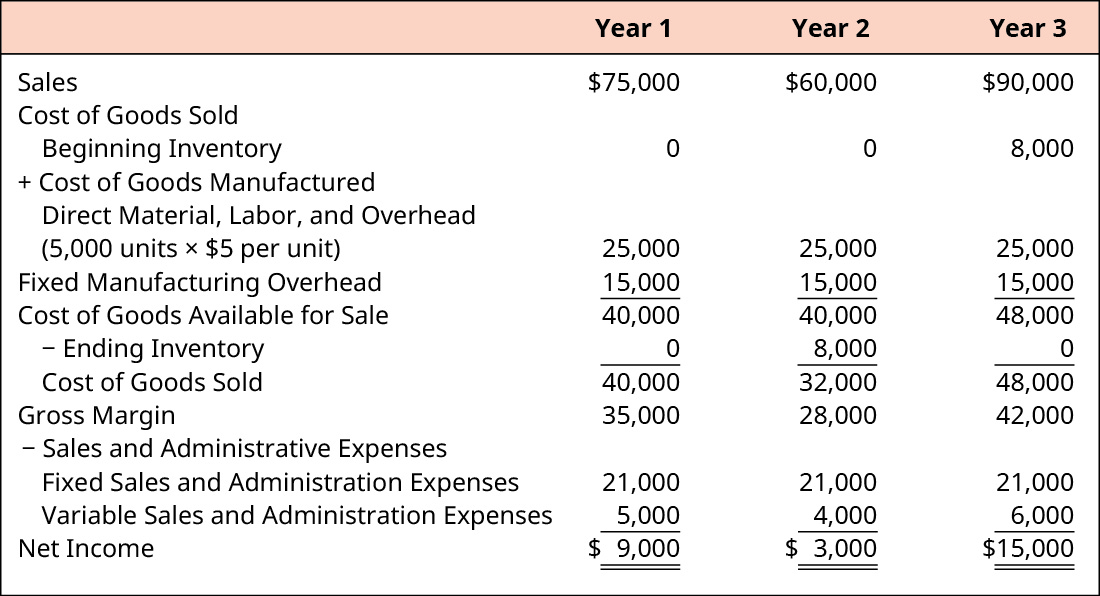 Year 1 Year 2 Year 3
Sales $75,000 $60,000 $90,000
Cost of Goods Sold
Beginning Inventory 0 0 8,000
+ Cost of Goods Manufactured
Direct Material, Labor, and Overhead
(5,000 units × $5 per unit) 25,000 25,000 25,000
Fixed Manufacturing Overhead 15,000 15,000 15,000
Cost of Goods Available for Sale 40,000 40,000 48,000
− Ending Inventory 0 8,000 0
Cost of Goods Sold 40,000 32,000 48,000
Gross Margin 35,000 28,000 42,000
− Sales and Administrative Expenses
Fixed Sales and Administration Expenses 21,000 21,000 21,000
Variable Sales and Administration Expenses 5,000 4,000 6,000
Net Income $ 9,000 $ 3,000 $15,000